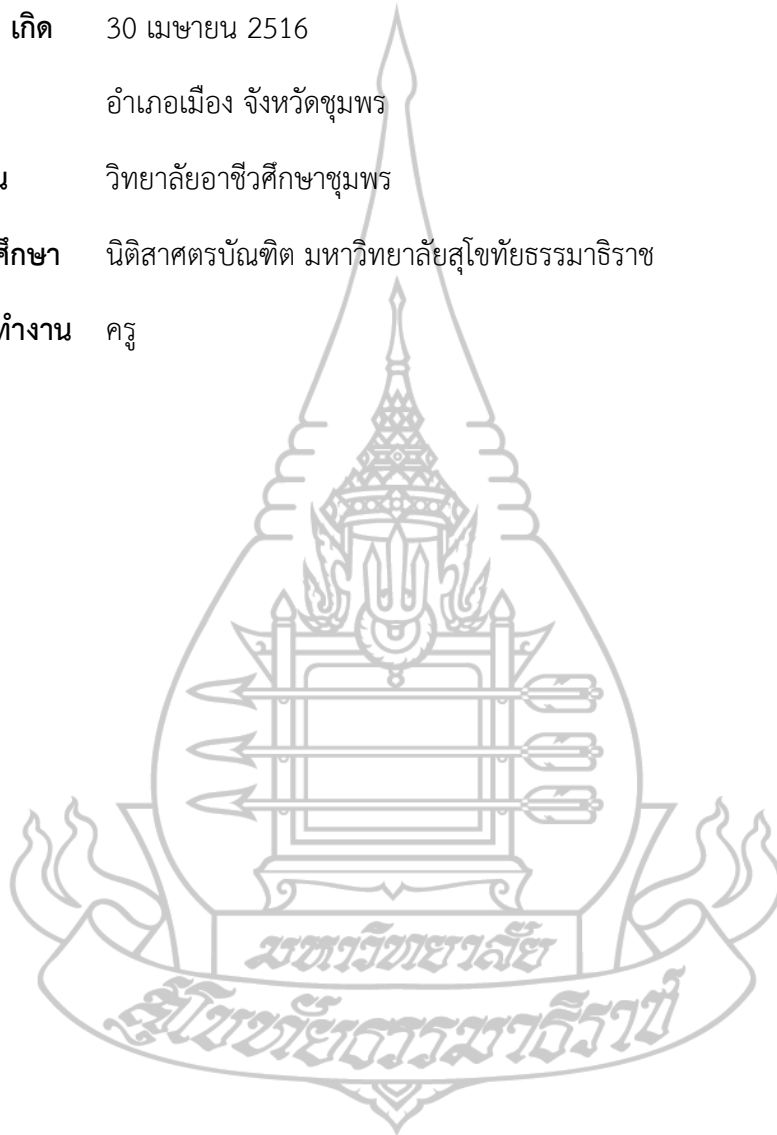 เกิด 30 เมษายน 2516
อำเภอเมือง จังหวัดชุมพร
น วิทยาลัยอาชีวศึกษาชุมพร
ศึกษา นิติสาศตรบัณฑิต มหาวิทยาลัยสุโขทัยธรรมาธิราช
ทำงาน ครู
มหาวิทยาลัย
สุโขทัยธรรมาธิราช